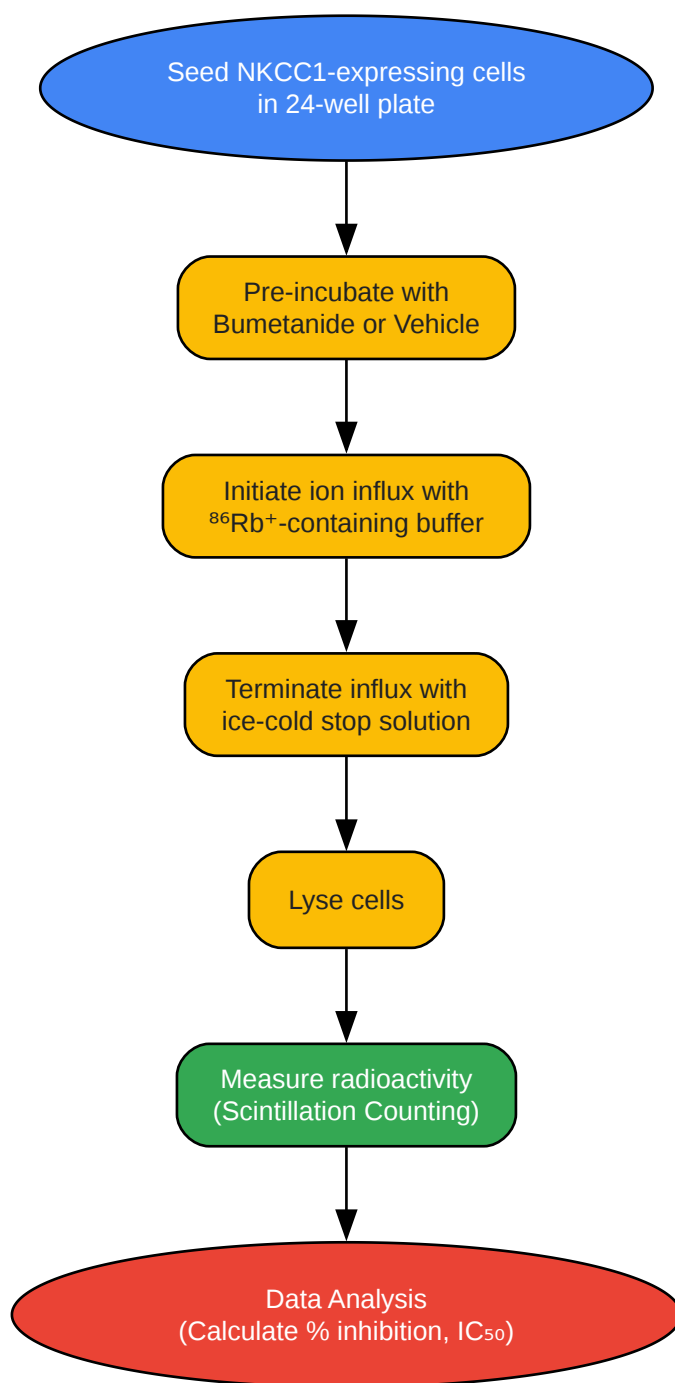 Seed NKCC1-expressing cells
in 24-well plate
Pre-incubate with
Bumetanide or Vehicle
Initiate ion influx with
⁸⁶Rb⁺-containing buffer
Terminate influx with
ice-cold stop solution
Lyse cells
Measure radioactivity
(Scintillation Counting)
Data Analysis
(Calculate % inhibition, IC₅₀)